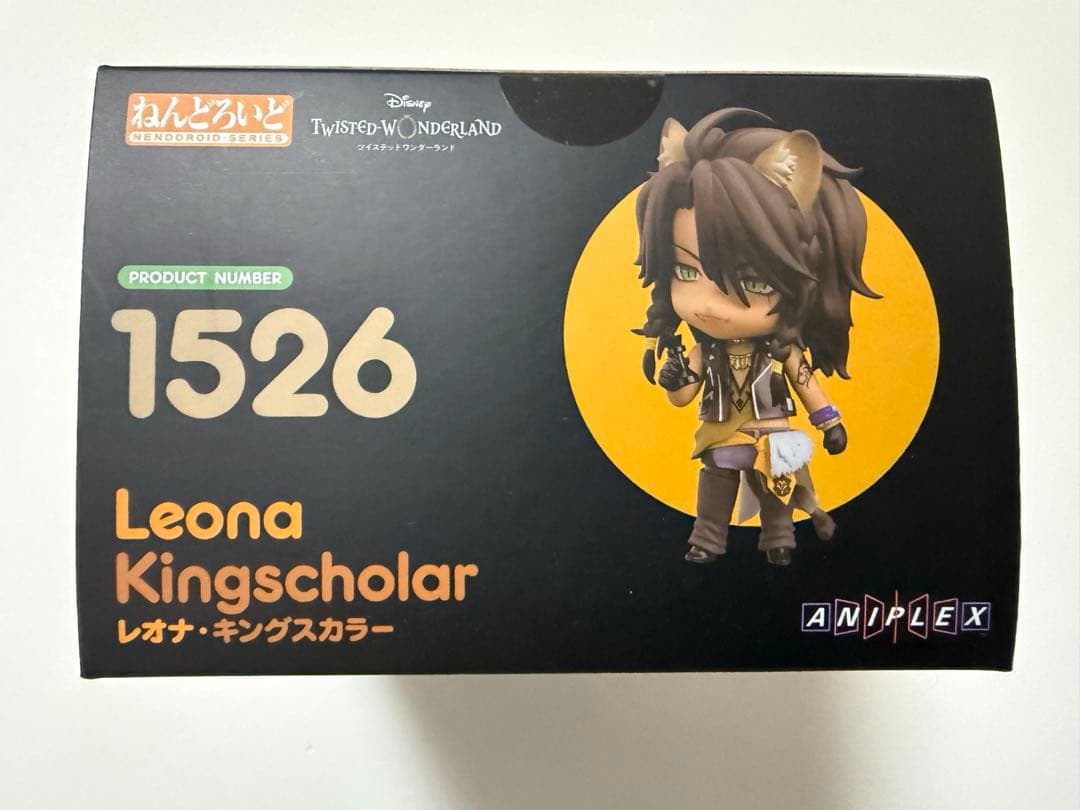 ねんどろいど
NENDOROID·SERIES
Disney
TWISTED-WONDERLAND
ツイステッドワンダーランド
PRODUCT NUMBER
1526
Leona
Kingscholar
レオナ・キングスカラー
ANIPLEX